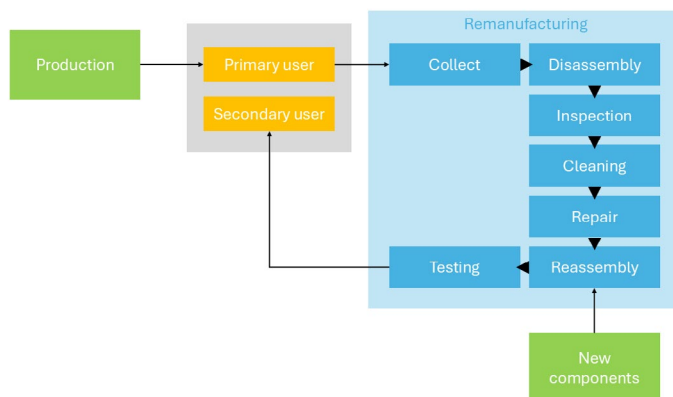 Remanufacturing
Production
Primary user
Collect
Disassembly
Secondary user
Inspection
Cleaning
Repair
Testing
Reassembly
New
components